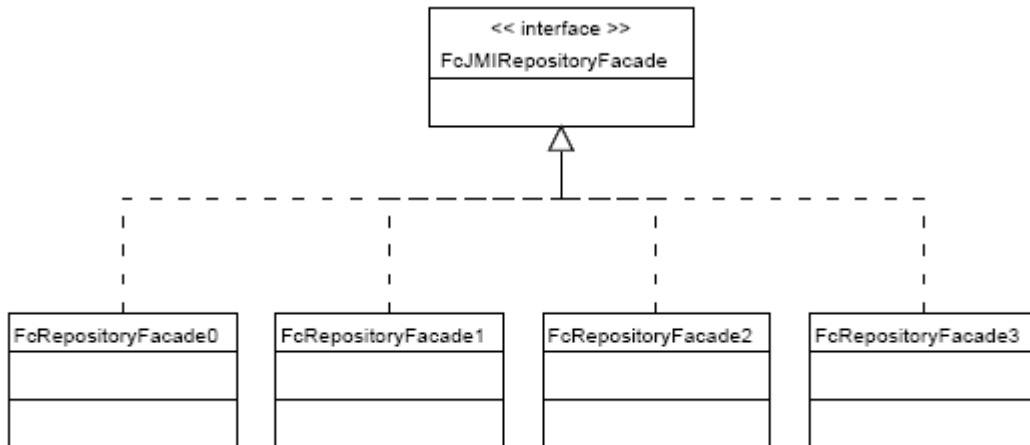 << interface >>
FcJMIRepositoryFacade
FcRepositoryFacade0
FcRepositoryFacade1
FcRepositoryFacade2
FcRepositoryFacade3